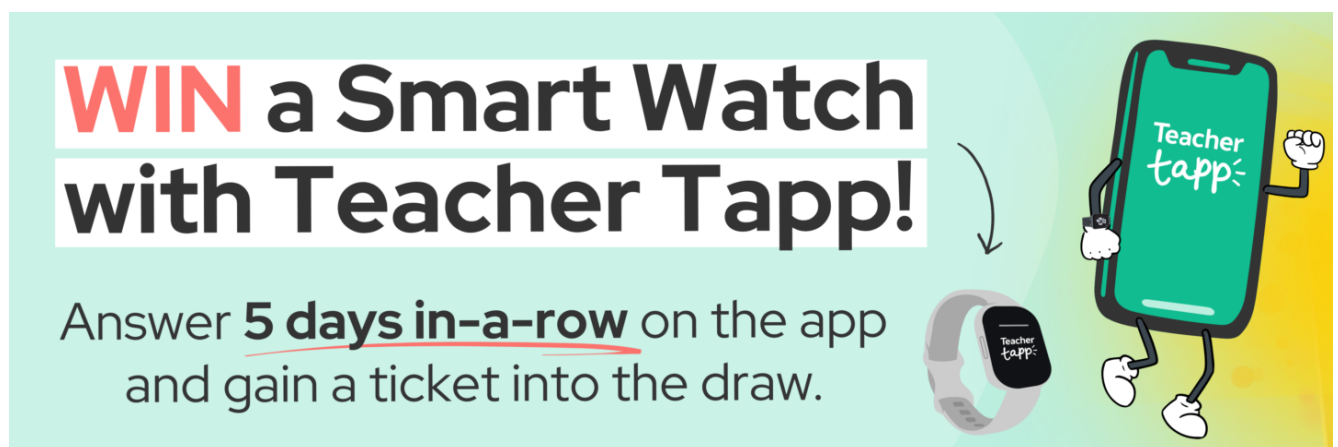 WIN a Smart Watch
with Teacher Tapp!
Answer 5 days in-a-row on the app
and gain a ticket into the draw.
Teacher
tapp
Teacher
tapp